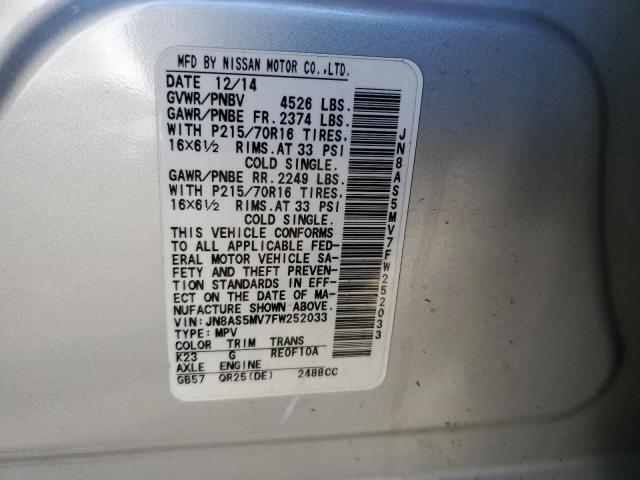 MFD BY NISSAN MOTOR CO.,LTD.
DATE 12/14
GVWR/PNBV 4526 LBS.
GAWR/PNBE FR. 2374 LBS.
WITH P215/70R16 TIRES.
16×6½ RIMS. AT 33 PSI
COLD SINGLE.
GAWR/PNBE RR. 2249 LBS.
WITH P215/70R16 TIRES.
16×6½ RIMS. AT 33 PSI
COLD SINGLE.
THIS VEHICLE CONFORMS
TO ALL APPLICABLE FED-
ERAL MOTOR VEHICLE SA-
FETY AND THEFT PREVEN-
TION STANDARDS IN EFF-
ECT ON THE DATE OF MA-
NUFACTURE SHOWN ABOVE.
VIN: JN8AS5MV7FW252033
TYPE: MPV
COLOR TRIM TRANS
K23 G RE0F10A
AXLE ENGINE
GB57 QR25(DE) 2488CC
JN8AS5MV7FW252033